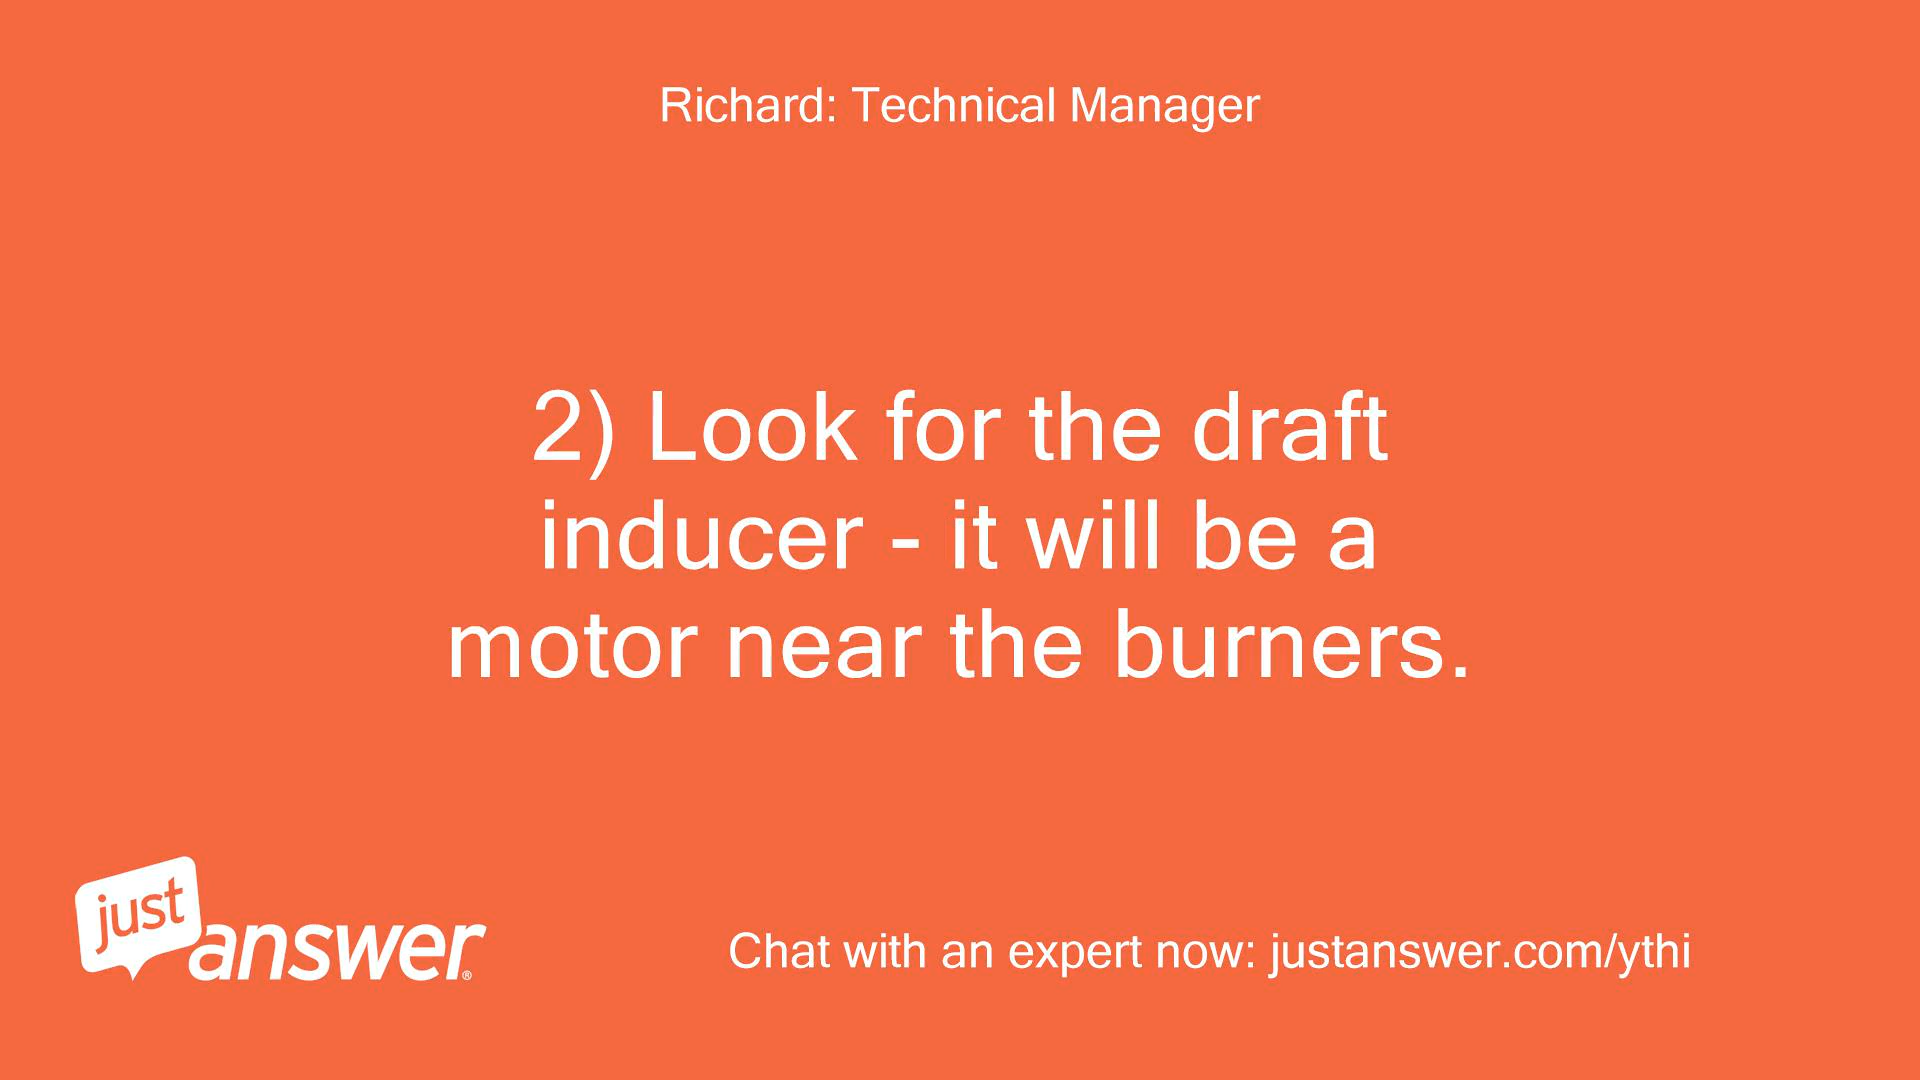 Richard: Technical Manager
2) Look for the draft
inducer - it will be a
motor near the burners.
just
answer®
Chat with an expert now: justanswer.com/ythi